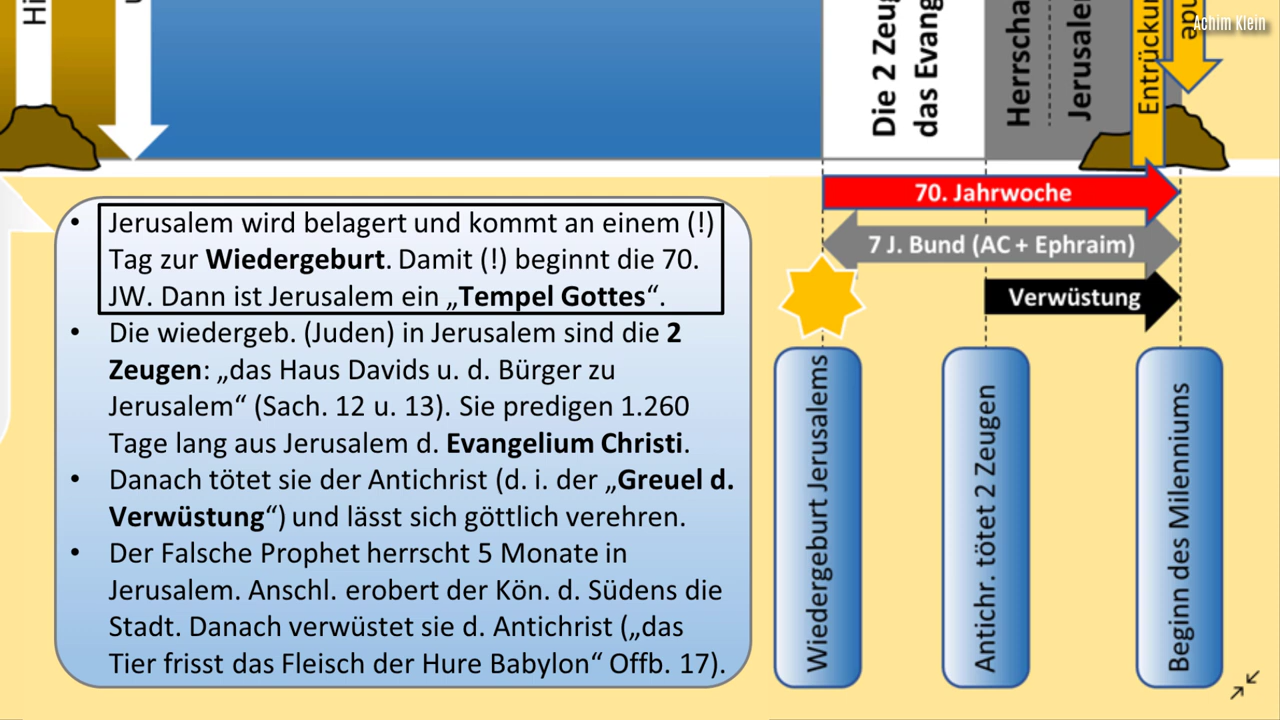 Hi
Die 2 Zeug
das Evang
Herrscha
Jerusaler
Entrückun
Achim Klein
70. Jahrwoche
7 J. Bund (AC + Ephraim)
Verwüstung
• Jerusalem wird belagert und kommt an einem (!)
Tag zur Wiedergeburt. Damit (!) beginnt die 70.
JW. Dann ist Jerusalem ein „Tempel Gottes“.
• Die wiedergeb. (Juden) in Jerusalem sind die 2
Zeugen: „das Haus Davids u. d. Bürger zu
Jerusalem“ (Sach. 12 u. 13). Sie predigen 1.260
Tage lang aus Jerusalem d. Evangelium Christi.
• Danach tötet sie der Antichrist (d. i. der „Greuel d.
Verwüstung“) und lässt sich göttlich verehren.
• Der Falsche Prophet herrscht 5 Monate in
Jerusalem. Anschl. erobert der Kön. d. Südens die
Stadt. Danach verwüstet sie d. Antichrist („das
Tier frisst das Fleisch der Hure Babylon“ Offb. 17).
Wiedergeburt Jerusalems
Antichr. tötet 2 Zeugen
Beginn des Milenniums